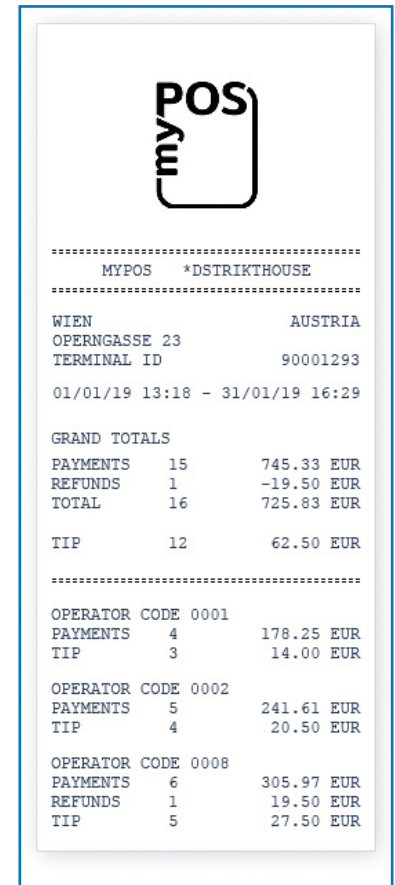 myPOS
MYPOS *DSTRIKTHOUSE
WIEN AUSTRIA
OPERNGASSE 23
TERMINAL ID 90001293
01/01/19 13:18 - 31/01/19 16:29
GRAND TOTALS
PAYMENTS 15 745.33 EUR
REFUNDS 1 -19.50 EUR
TOTAL 16 725.83 EUR
TIP 12 62.50 EUR
OPERATOR CODE 0001
PAYMENTS 4 178.25 EUR
TIP 3 14.00 EUR
OPERATOR CODE 0002
PAYMENTS 5 241.61 EUR
TIP 4 20.50 EUR
OPERATOR CODE 0008
PAYMENTS 6 305.97 EUR
REFUNDS 1 19.50 EUR
TIP 5 27.50 EUR